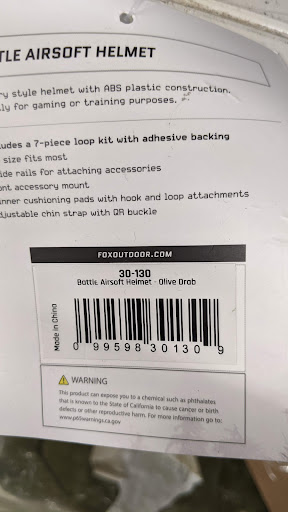 TLE AIRSOFT HELMET
ry style helmet with ABS plastic construction.
ly for gaming or training purposes.
udes a 7-piece loop kit with adhesive backing
size fits most
ide rails for attaching accessories
ont accessory mount
nner cushioning pads with hook and loop attachments
djustable chin strap with QR buckle
FOXOUTDOOR.COM
30-130
Battle Airsoft Helmet - Olive Drab
Made in China
0 99598 30130 9
WARNING
This product can expose you to a chemical such as phthalates
that is known to the State of California to cause cancer or birth
defects or other reproductive harm. For more information go to:
www.p65warnings.ca.gov